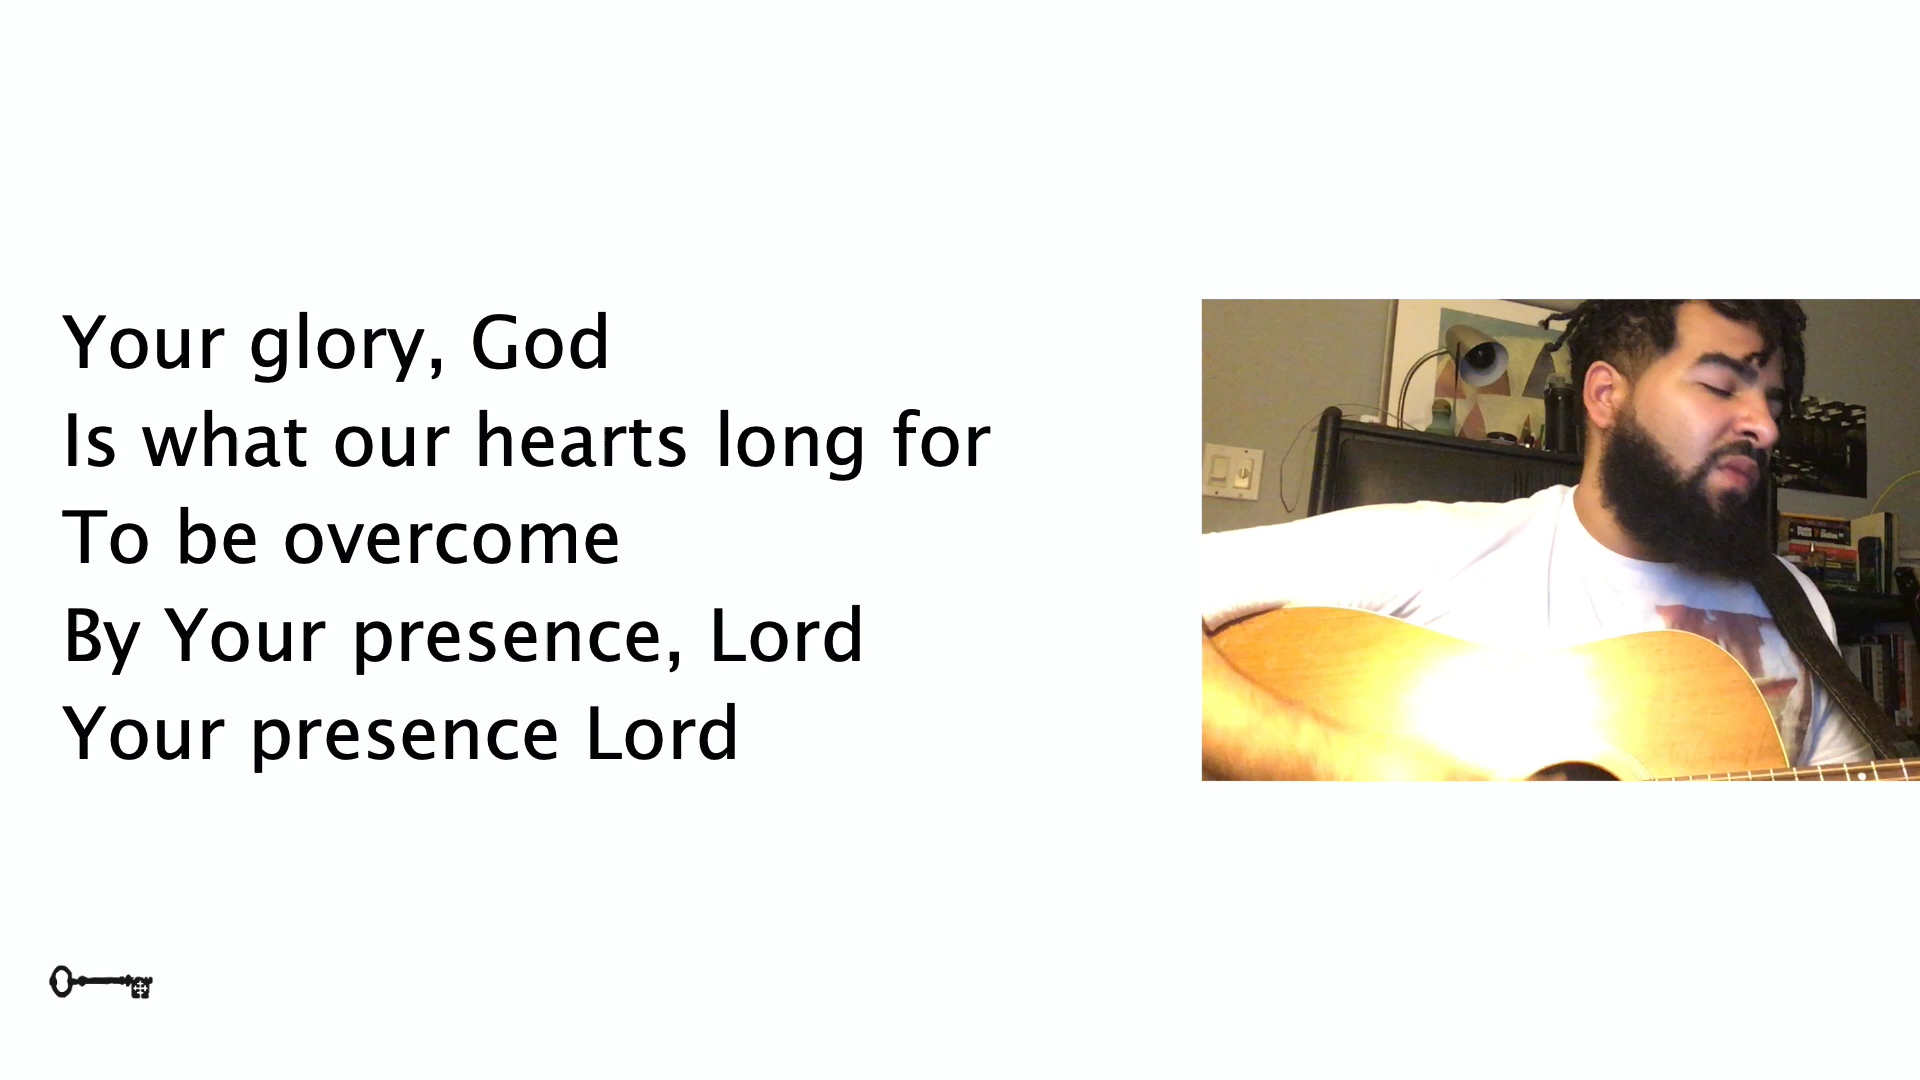 Your glory, God
Is what our hearts long for
To be overcome
By Your presence, Lord
Your presence Lord